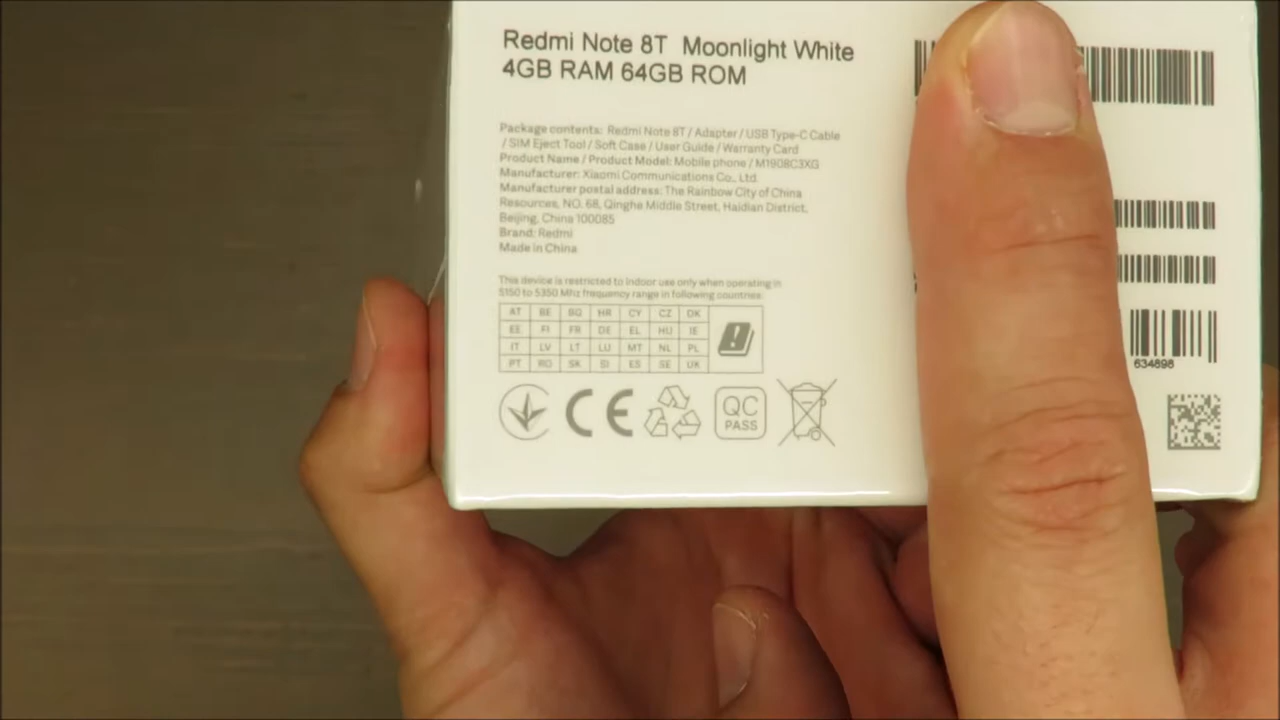 Redmi Note 8T Moonlight White
4GB RAM 64GB ROM
Package contents: Redmi Note 8T / Adapter / USB Type-C Cable
/ SIM Eject Tool / Soft Case / User Guide / Warranty Card
Product Name / Product Model: Mobile phone / M1908C3XG
Manufacturer: Xiaomi Communications Co., Ltd.
Manufacturer postal address: The Rainbow City of China
Resources, NO. 68, Qinghe Middle Street, Haidian District,
Beijing, China 100085
Brand: Redmi
Made in China
This device is restricted to indoor use only when operating in
5150 to 5350 Mhz frequency range in following countries:
AT BE BG HR CY CZ DK
EE FI FR DE EL HU IE
IT LV LT LU MT NL PL
PT RO SK SI ES SE UK
CE
QC
PASS
634898